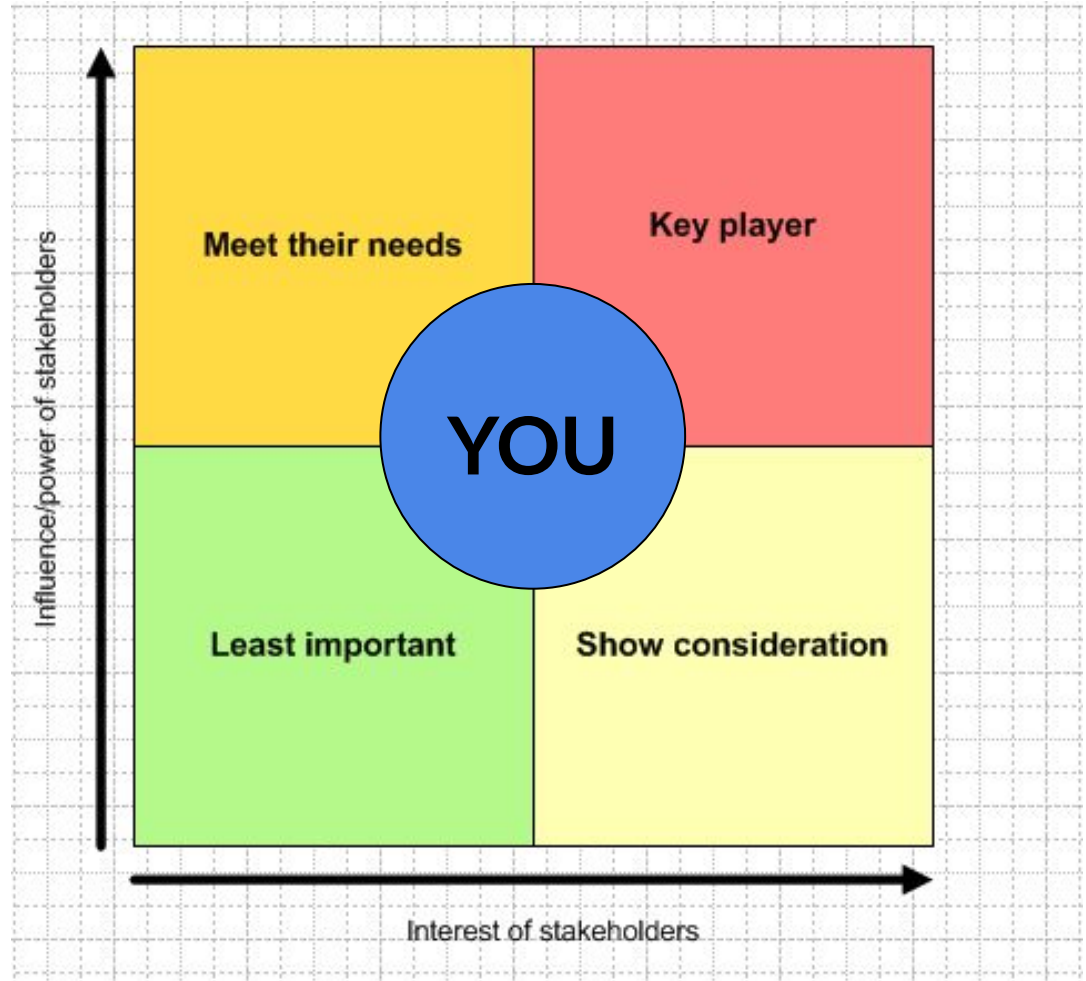 Meet their needs
Key player
YOU
Least important
Show consideration
Influence/power of stakeholders
Interest of stakeholders